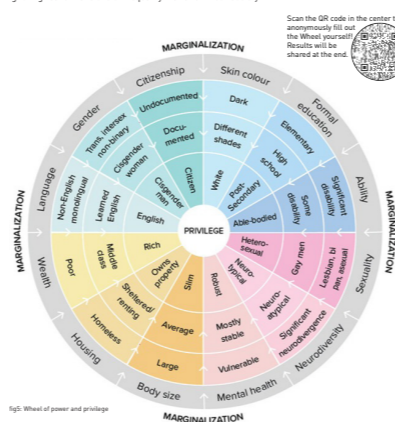 Scan the QR code in the center t
anonymously fill out
the Wheel yourself!
Results will be
shared at the end.
MARGINALIZATION
Citizenship
Skin colour
Formal
education
Ability
Sexuality
Neurodiversity
Mental health
Body size
Housing
Wealth
Language
Gender
MARGINALIZATION
MARGINALIZATION
Undocumented
Docu-
mented
Citizen
Dark
Different
shades
White
Elementary
High
school
Post-
Secondary
Significant
disability
Some
disability
Able-bodied
Lesbian, bi
pan, asexual
Gay men
Hetero-
sexual
Significant
neurodivergence
Neuro-
atypical
Neuro-
typical
Vulnerable
Mostly
stable
Robust
Large
Average
Slim
Homeless
Sheltered/
renting
Owns
property
Poor
Middle
class
Rich
Non-English
monolingual
Learned
English
English
Trans, intersex
non-binary
Cisgender
woman
Cisgender
man
PRIVILEGE
MARGINALIZATION
fig5: Wheel of power and privilege